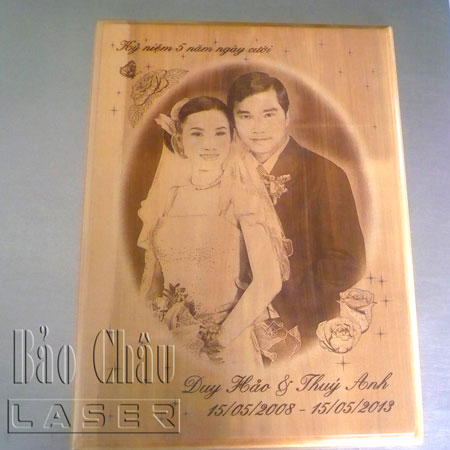 Kỷ niệm 5 năm ngày cưới
Duy Hảo & Thuỳ Anh
15/05/2008 - 15/05/2013
Bảo Châu
LASER